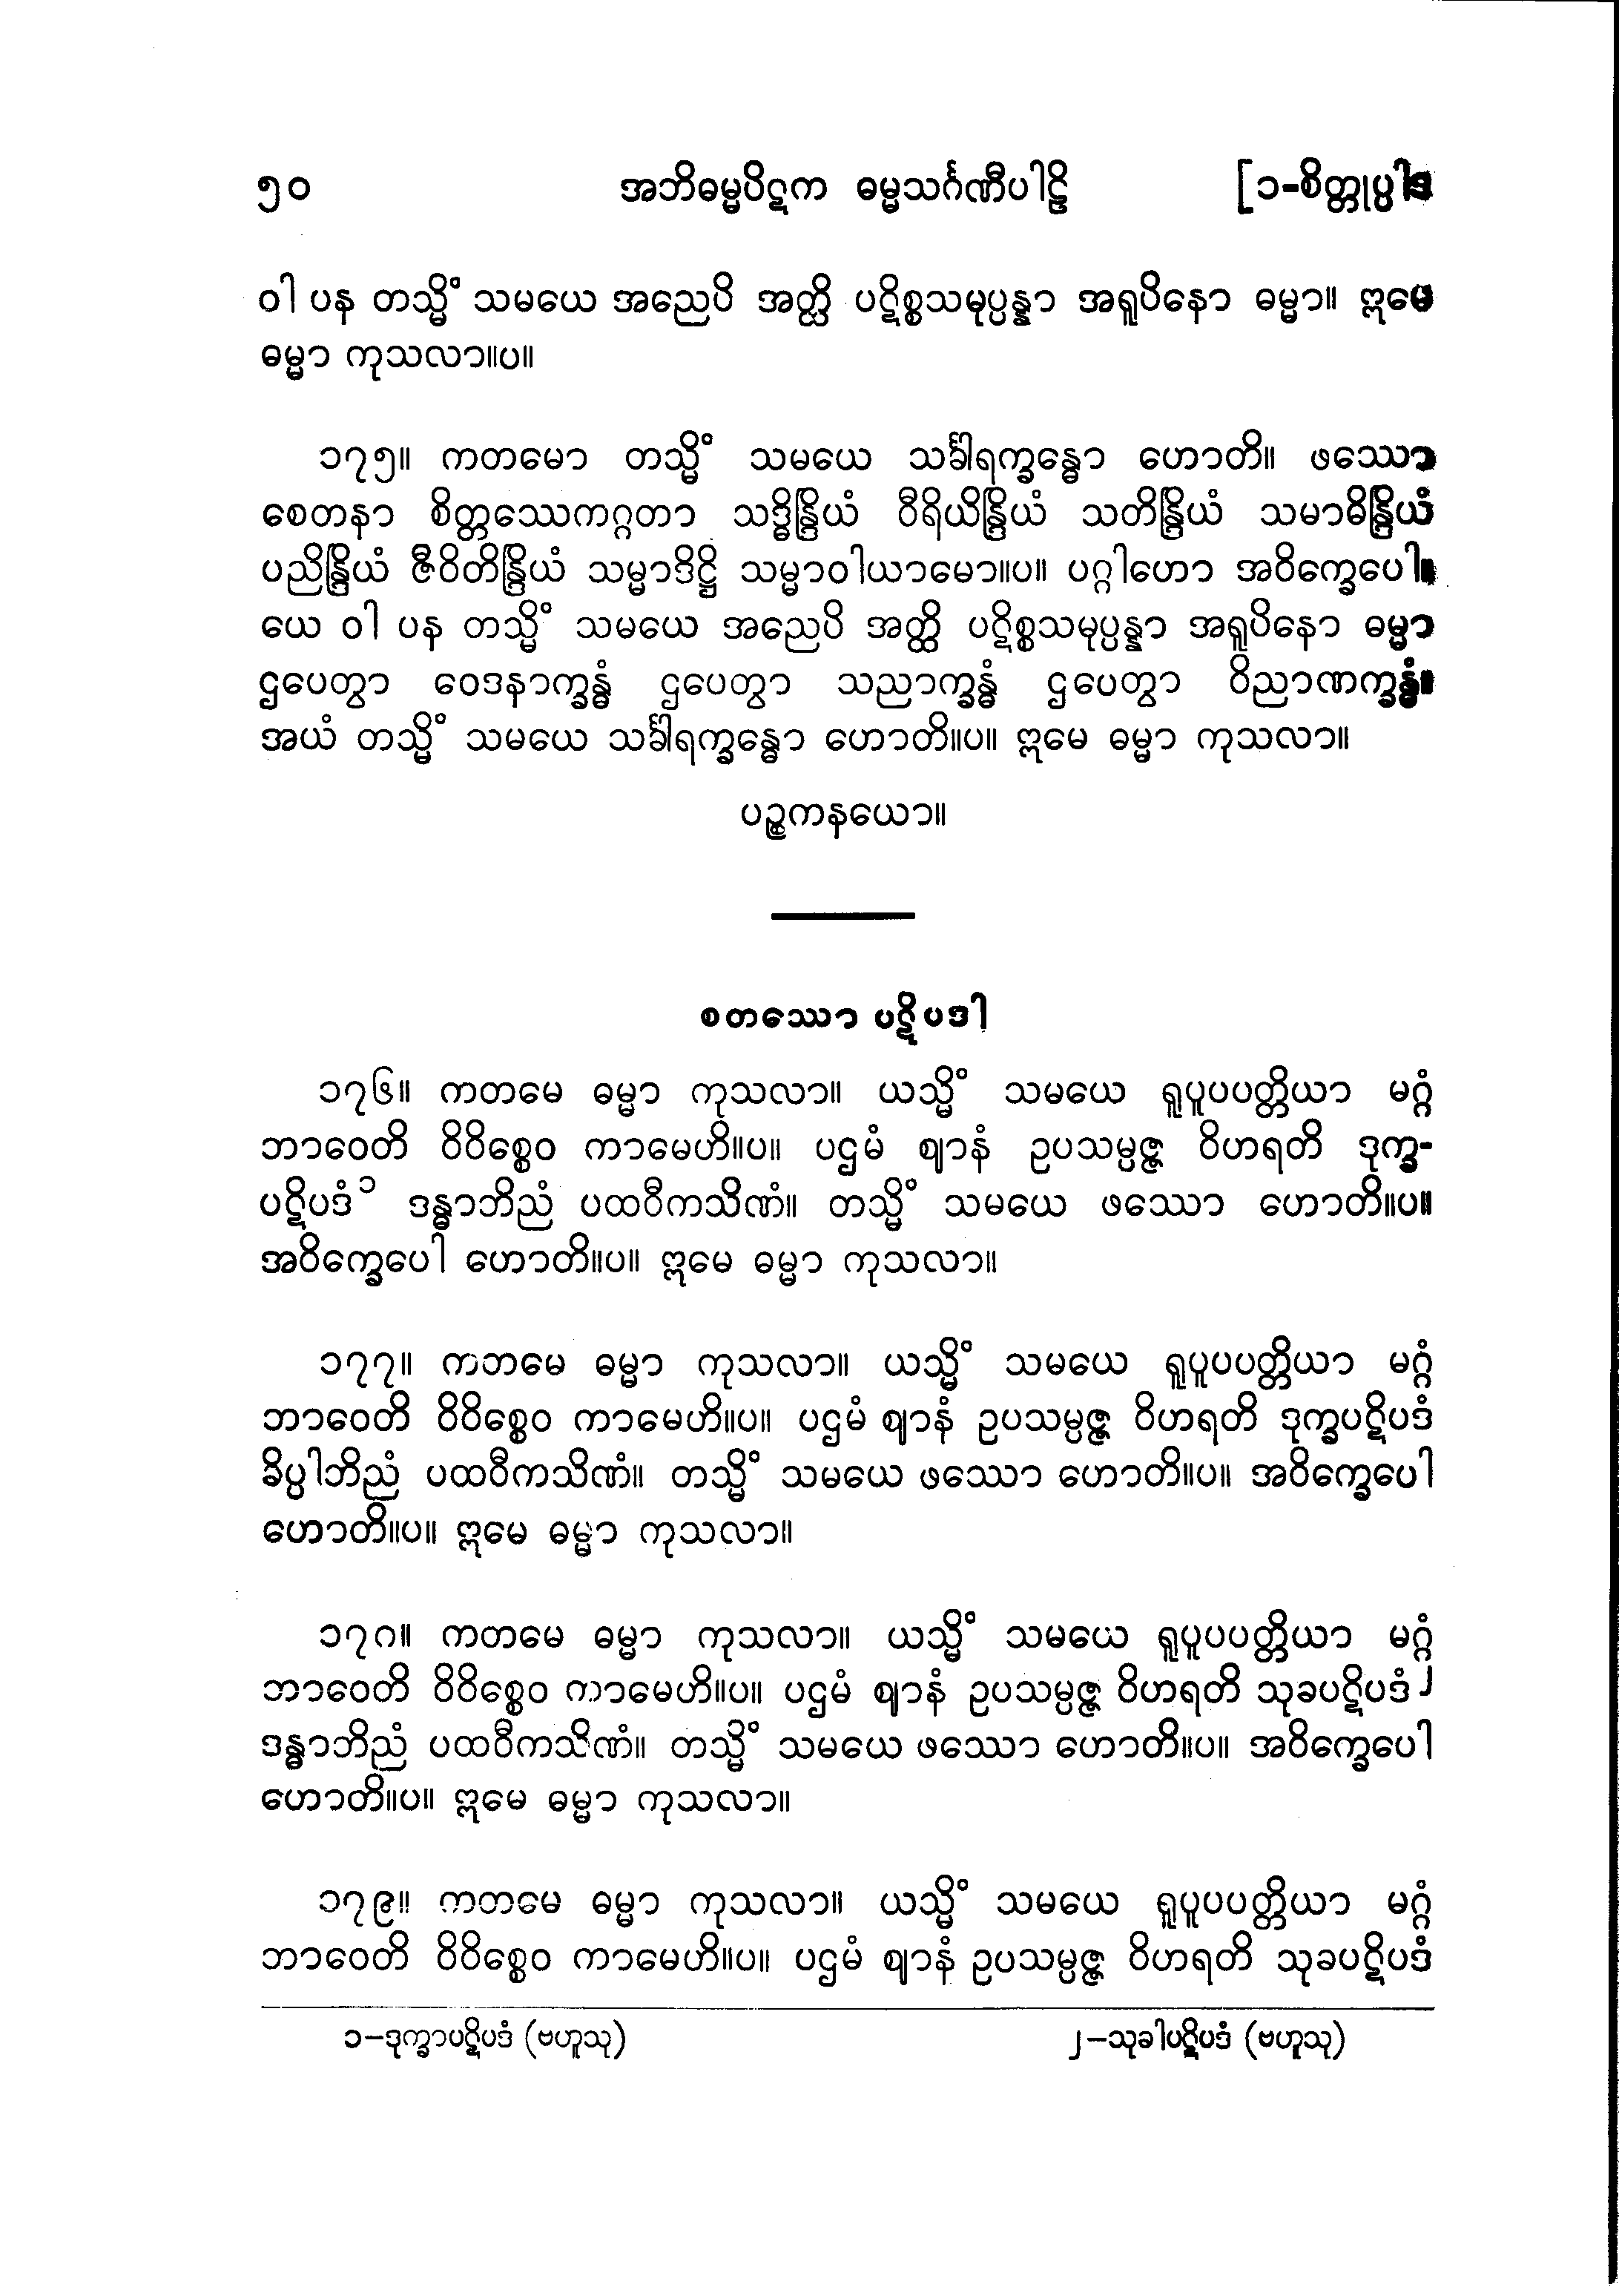 ၅၀ အဘိဓမ္မပိဋက ဓမ္မသင်္ဂဏီပါဠိ [၁-စိတ္တုပ္ပါဒ
ဝါ ပန တသ္မိံ သမယေ အညေပိ အတ္ထိ ပဋိစ္စသမုပ္ပန္နာ အရူပိနော ဓမ္မာ။ ဣမေ
ဓမ္မာ ကုသလာ။ပ။
၁၇၅။ ကတမော တသ္မိံ သမယေ သင်္ခါရက္ခန္ဓော ဟောတိ။ ဖဿော
စေတနာ စိတ္တဿေကဂ္ဂတာ သဒ္ဓိန္ဒြိယံ ဝီရိယိန္ဒြိယံ သတိန္ဒြိယံ သမာဓိန္ဒြိယံ
ပညိန္ဒြိယံ ဇီဝိတိန္ဒြိယံ သမ္မာဒိဋ္ဌိ သမ္မာဝါယာမော။ပ။ ပဂ္ဂါဟော အဝိက္ခေပေါ။
ယေ ဝါ ပန တသ္မိံ သမယေ အညေပိ အတ္ထိ ပဋိစ္စသမုပ္ပန္နာ အရူပိနော ဓမ္မာ
ဌပေတွာ ဝေဒနာက္ခန္ဓံ ဌပေတွာ သညာက္ခန္ဓံ ဌပေတွာ ဝိညာဏက္ခန္ဓံ။
အယံ တသ္မိံ သမယေ သင်္ခါရက္ခန္ဓော ဟောတိ။ပ။ ဣမေ ဓမ္မာ ကုသလာ။
ပဉ္စကနယော။
စတဿော ပဋိပဒါ
၁၇၆။ ကတမေ ဓမ္မာ ကုသလာ။ ယသ္မိံ သမယေ ရူပူပပတ္တိယာ မဂ္ဂံ
ဘာဝေတိ ဝိဝိစ္စေဝ ကာမေဟိ။ပ။ ပဌမံ ဈာနံ ဥပသမ္ပဇ္ဇ ဝိဟရတိ ဒုက္ခ-
ပဋိပဒံ၁ ဒန္ဓာဘိညံ ပထဝီကသိဏံ။ တသ္မိံ သမယေ ဖဿော ဟောတိ။ပ။
အဝိက္ခေပေါ ဟောတိ။ပ။ ဣမေ ဓမ္မာ ကုသလာ။
၁၇၇။ ကတမေ ဓမ္မာ ကုသလာ။ ယသ္မိံ သမယေ ရူပူပပတ္တိယာ မဂ္ဂံ
ဘာဝေတိ ဝိဝိစ္စေဝ ကာမေဟိ။ပ။ ပဌမံ ဈာနံ ဥပသမ္ပဇ္ဇ ဝိဟရတိ ဒုက္ခပဋိပဒံ
ခိပ္ပါဘိညံ ပထဝီကသိဏံ။ တသ္မိံ သမယေ ဖဿော ဟောတိ။ပ။ အဝိက္ခေပေါ
ဟောတိ။ပ။ ဣမေ ဓမ္မာ ကုသလာ။
၁၇၈။ ကတမေ ဓမ္မာ ကုသလာ။ ယသ္မိံ သမယေ ရူပူပပတ္တိယာ မဂ္ဂံ
ဘာဝေတိ ဝိဝိစ္စေဝ ကာမေဟိ။ပ။ ပဌမံ ဈာနံ ဥပသမ္ပဇ္ဇ ဝိဟရတိ သုခပဋိပဒံ၂
ဒန္ဓာဘိညံ ပထဝီကသိဏံ။ တသ္မိံ သမယေ ဖဿော ဟောတိ။ပ။ အဝိက္ခေပေါ
ဟောတိ။ပ။ ဣမေ ဓမ္မာ ကုသလာ။
၁၇၉။ ကတမေ ဓမ္မာ ကုသလာ။ ယသ္မိံ သမယေ ရူပူပပတ္တိယာ မဂ္ဂံ
ဘာဝေတိ ဝိဝိစ္စေဝ ကာမေဟိ။ပ။ ပဌမံ ဈာနံ ဥပသမ္ပဇ္ဇ ဝိဟရတိ သုခပဋိပဒံ
၁-ဒုက္ခာပဋိပဒံ (ဗဟူသု) ၂-သုခါပဋိပဒံ (ဗဟူသု)